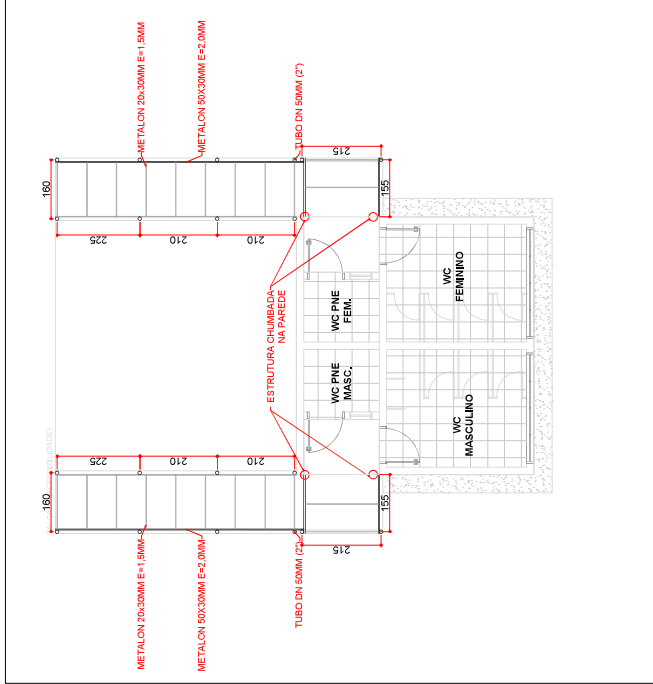 METALON 20x30MM E=1,5MM
METALON 50X30MM E=2,0MM
TUBO DN 50MM (2")
160
225
210
210
215
155
ESTRUTURA CHUMBADA
NA PAREDE
WC PNE
FEM.
WC
FEMININO
WC PNE
MASC.
WC
MASCULINO
160
225
210
210
215
155
METALON 20x30MM E=1,5MM
METALON 50X30MM E=2,0MM
TUBO DN 50MM (2")